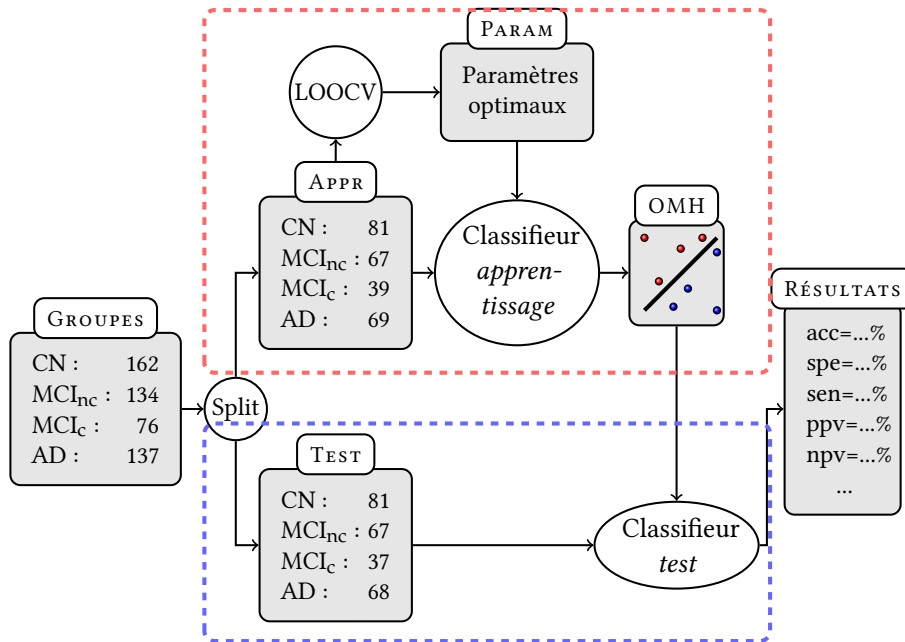 PARAM
LOOCV
Paramètres
optimaux
APPR
CN : 81
MCInc : 67
MCIc : 39
AD : 69
Classifieur
appren-
tissage
OMH
GROUPES
CN : 162
MCInc : 134
MCIc : 76
AD : 137
Split
RÉSULTATS
acc=...%
spe=...%
sen=...%
ppv=...%
npv=...%
...
TEST
CN : 81
MCInc : 67
MCIc : 37
AD : 68
Classifieur
test